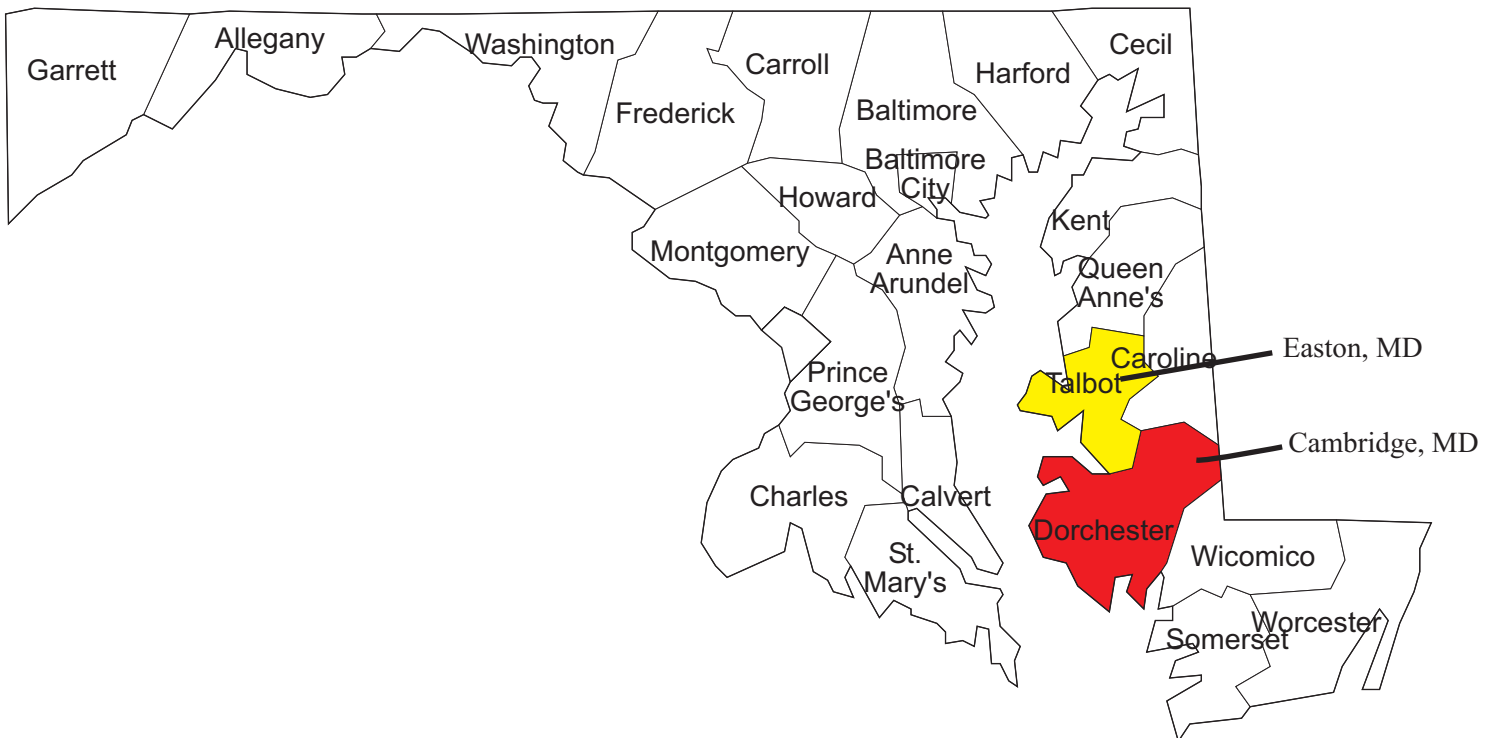 Garrett
Allegany
Washington
Frederick
Carroll
Baltimore
Harford
Cecil
Baltimore
City
Howard
Montgomery
Anne
Arundel
Kent
Queen
Anne's
Caroline
Talbot
Easton, MD
Prince
George's
Cambridge, MD
Charles
Calvert
Dorchester
St.
Mary's
Wicomico
Worcester
Somerset